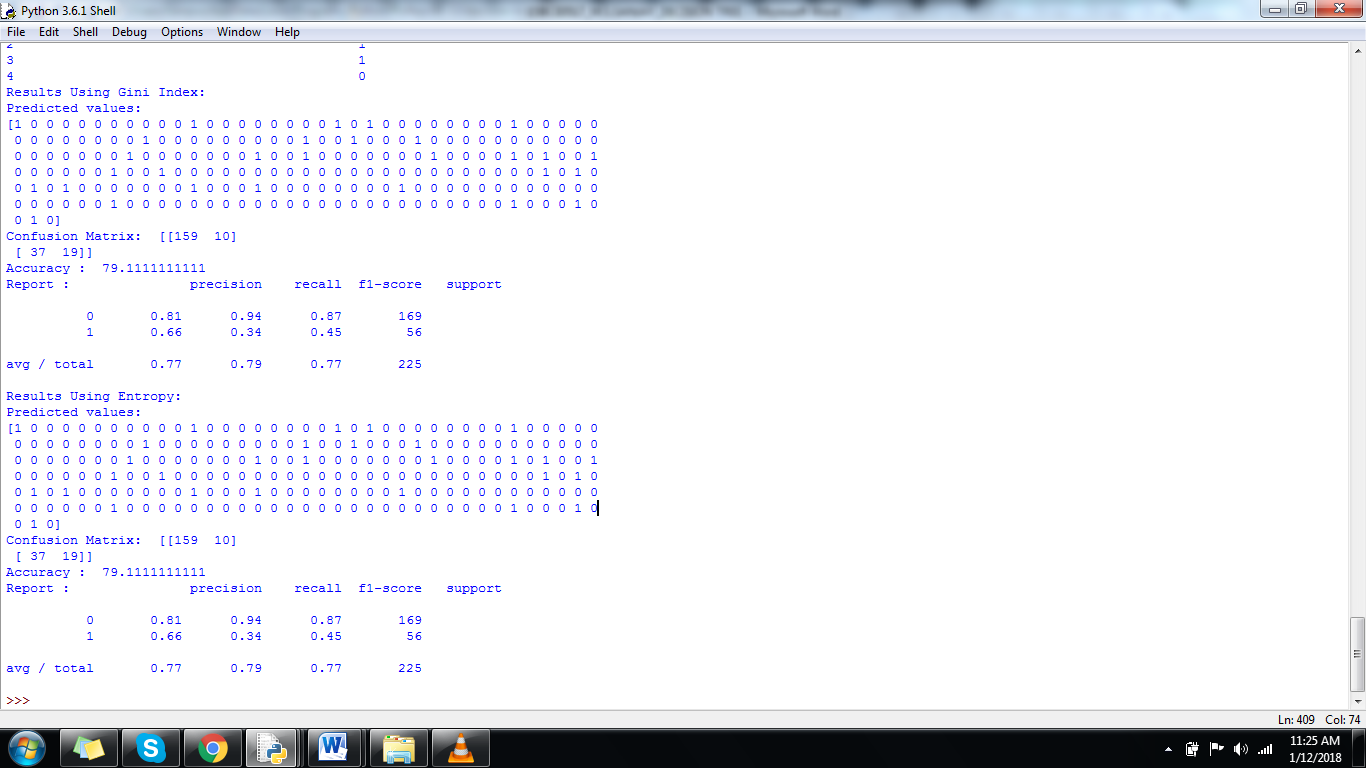 Python 3.6.1 Shell
File Edit Shell Debug Options Window Help
2 1
3 1
4 0
Results Using Gini Index:
Predicted values:
[1 0 0 0 0 0 0 0 0 0 0 1 0 0 0 0 0 0 0 0 1 0 1 0 0 0 0 0 0 0 0 1 0 0 0 0 0
0 0 0 0 0 0 0 0 1 0 0 0 0 0 0 0 0 0 1 0 0 1 0 0 0 1 0 0 0 0 0 0 0 0 0 0 0
0 0 0 0 0 0 0 1 0 0 0 0 0 0 0 1 0 0 1 0 0 0 0 0 0 0 1 0 0 0 0 1 0 1 0 0 1
0 0 0 0 0 0 1 0 0 1 0 0 0 0 0 0 0 0 0 0 0 0 0 0 0 0 0 0 0 0 0 0 0 1 0 1 0
0 1 0 1 0 0 0 0 0 0 0 1 0 0 0 1 0 0 0 0 0 0 0 0 1 0 0 0 0 0 0 0 0 0 0 0 0
0 0 0 0 0 0 1 0 0 0 0 0 0 0 0 0 0 0 0 0 0 0 0 0 0 0 0 0 0 0 0 1 0 0 0 1 0
0 1 0]
Confusion Matrix: [[159 10]
[ 37 19]]
Accuracy : 79.1111111111
Report : precision recall f1-score support
0 0.81 0.94 0.87 169
1 0.66 0.34 0.45 56
avg / total 0.77 0.79 0.77 225
Results Using Entropy:
Predicted values:
[1 0 0 0 0 0 0 0 0 0 0 1 0 0 0 0 0 0 0 0 1 0 1 0 0 0 0 0 0 0 0 1 0 0 0 0 0
0 0 0 0 0 0 0 0 1 0 0 0 0 0 0 0 0 0 1 0 0 1 0 0 0 1 0 0 0 0 0 0 0 0 0 0 0
0 0 0 0 0 0 0 1 0 0 0 0 0 0 0 1 0 0 1 0 0 0 0 0 0 0 1 0 0 0 0 1 0 1 0 0 1
0 0 0 0 0 0 1 0 0 1 0 0 0 0 0 0 0 0 0 0 0 0 0 0 0 0 0 0 0 0 0 0 0 1 0 1 0
0 1 0 1 0 0 0 0 0 0 0 1 0 0 0 1 0 0 0 0 0 0 0 0 1 0 0 0 0 0 0 0 0 0 0 0 0
0 0 0 0 0 0 1 0 0 0 0 0 0 0 0 0 0 0 0 0 0 0 0 0 0 0 0 0 0 0 0 1 0 0 0 1 0
0 1 0]
Confusion Matrix: [[159 10]
[ 37 19]]
Accuracy : 79.1111111111
Report : precision recall f1-score support
0 0.81 0.94 0.87 169
1 0.66 0.34 0.45 56
avg / total 0.77 0.79 0.77 225
>>>
Ln: 409 Col: 74
11:25 AM
1/12/2018